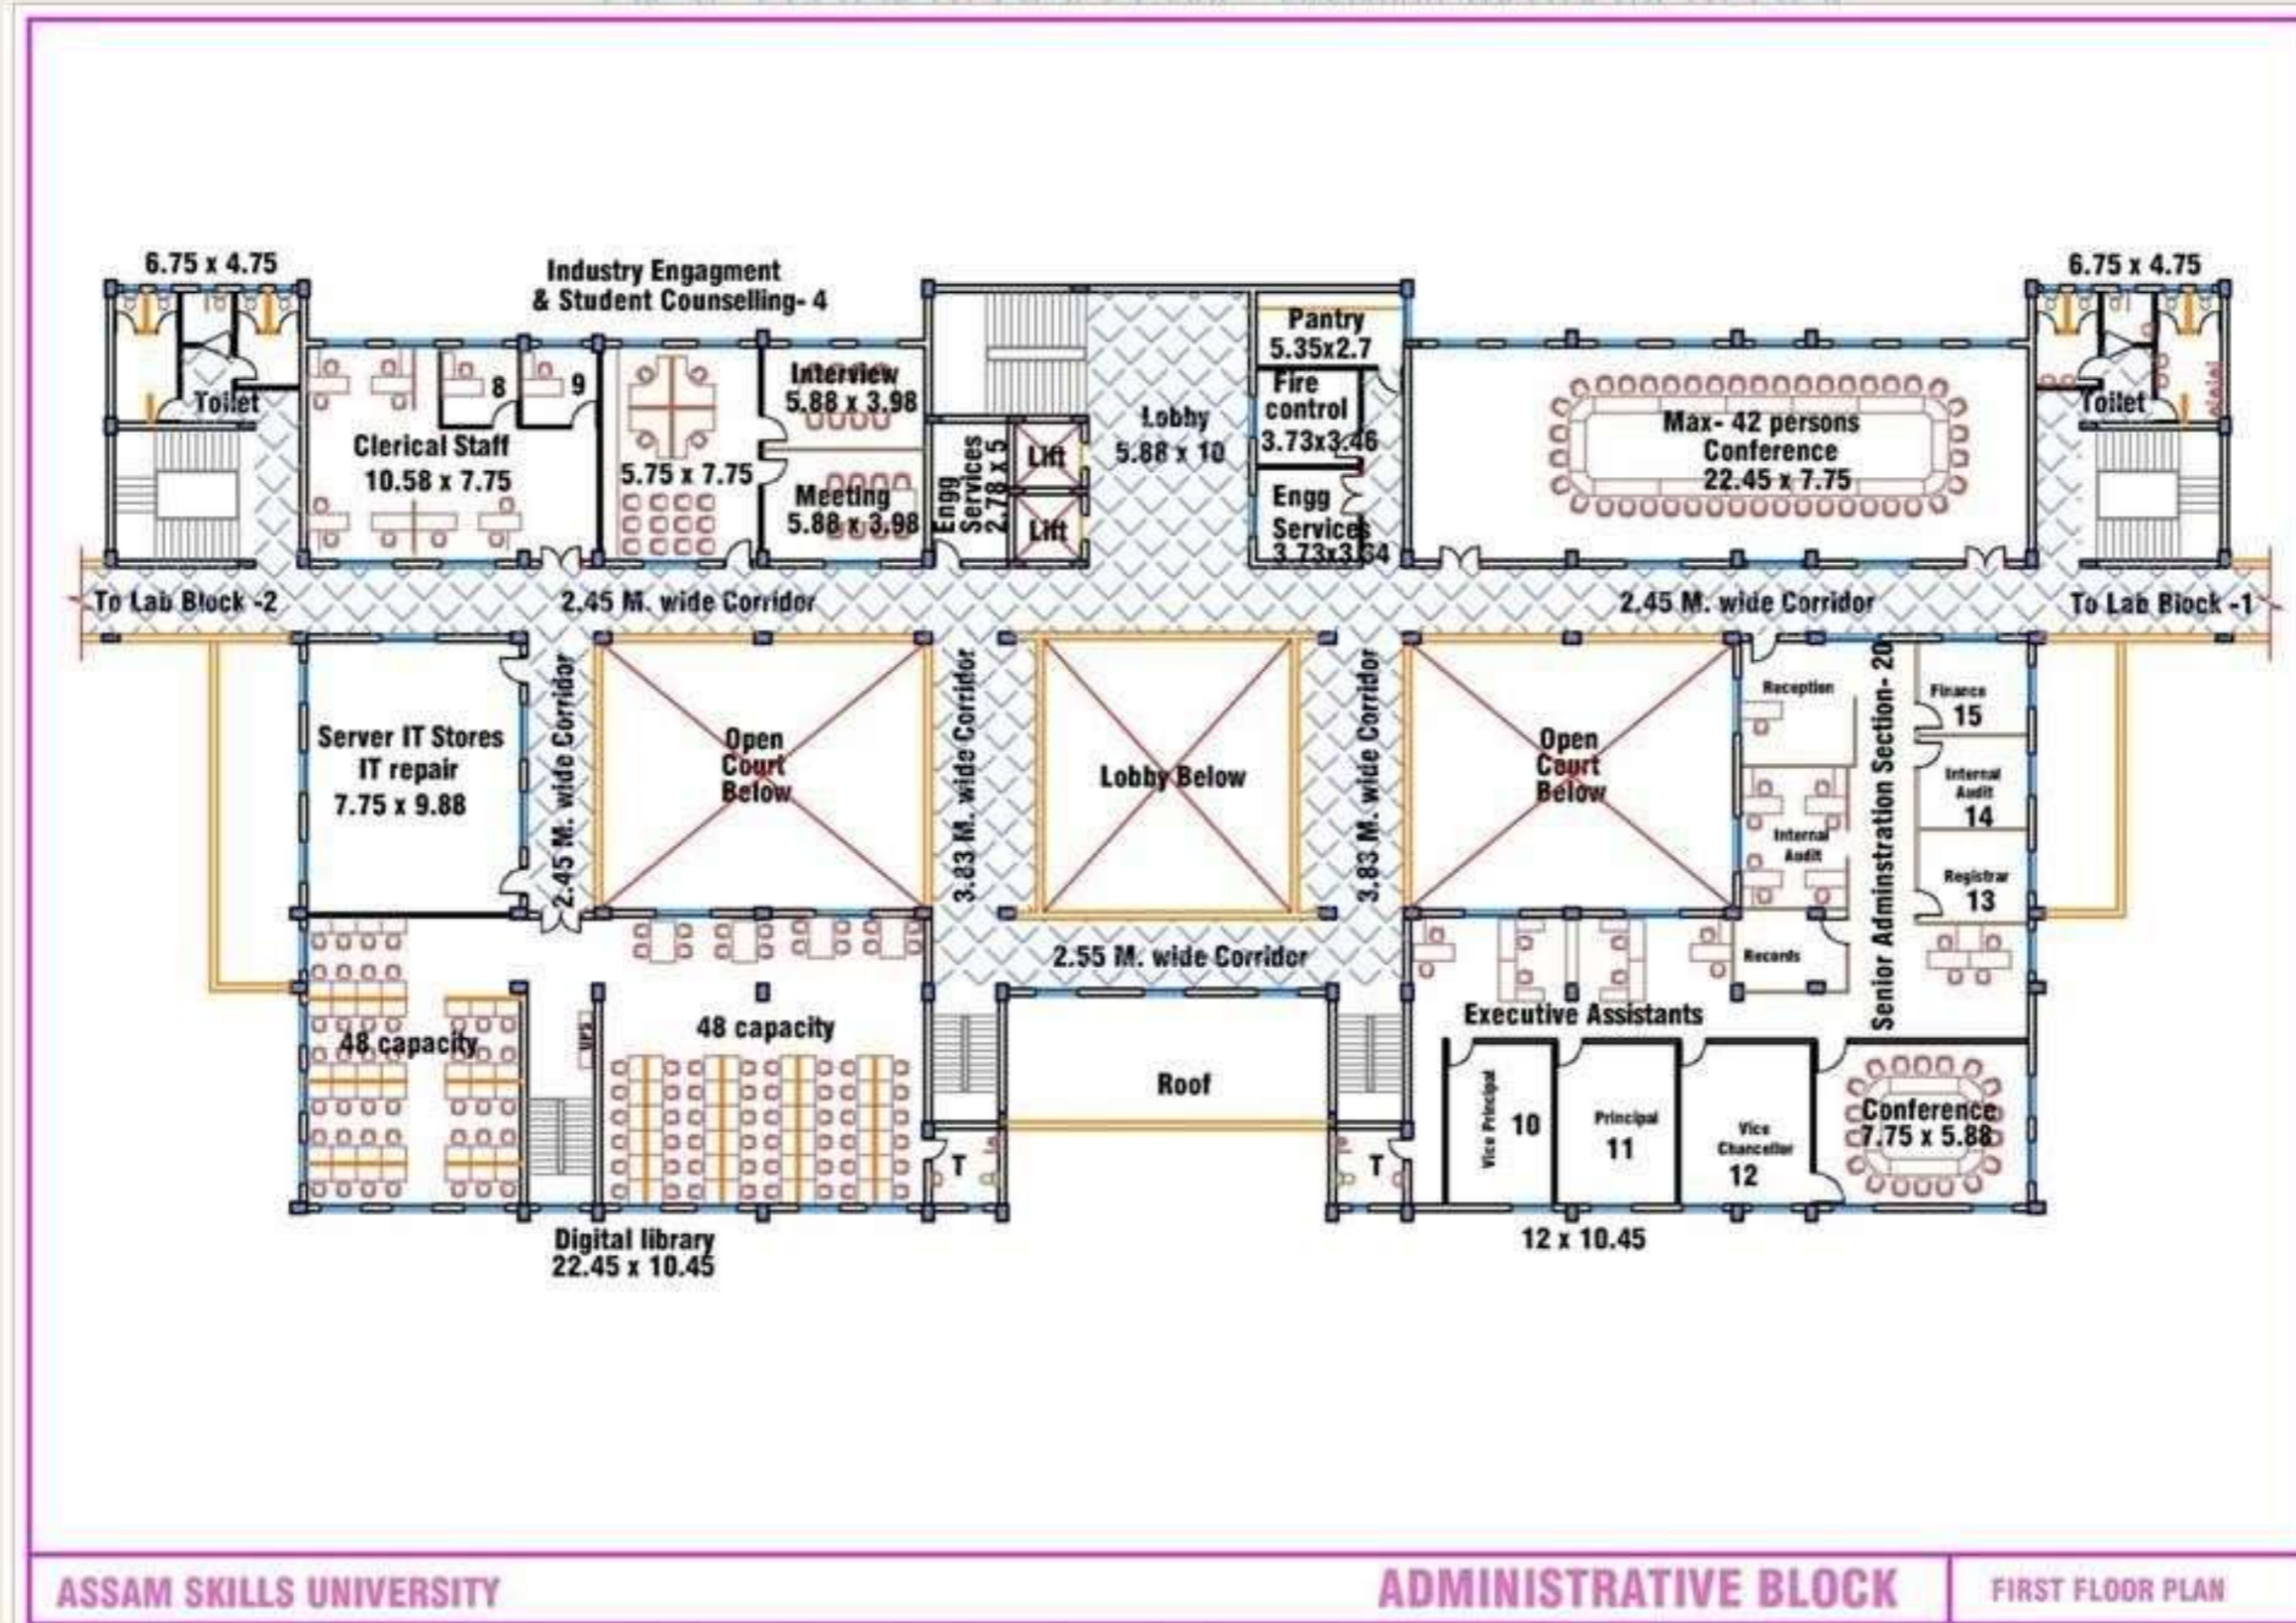 6.75 x 4.75
Industry Engagment
& Student Counselling- 4
6.75 x 4.75
Toilet
Clerical Staff
10.58 x 7.75
8
9
5.75 x 7.75
Interview
5.88 x 3.98
Meeting
5.88 x 3.98
Engg
Services
2.78 x 5
Lift
Lift
Lobby
5.88 x 10
Pantry
5.35x2.7
Fire
control
3.73x3.46
Engg
Services
3.73x3.64
Max- 42 persons
Conference
22.45 x 7.75
Toilet
To Lab Block -2
2.45 M. wide Corridor
2.45 M. wide Corridor
To Lab Block -1
Server IT Stores
IT repair
7.75 x 9.88
2.45 M. wide Corridor
Open
Court
Below
3.83 M. wide Corridor
Lobby Below
3.83 M. wide Corridor
Open
Court
Below
Reception
Internal
Audit
Records
Senior Adminstration Section- 20
Finance
15
Internal
Audit
14
Registrar
13
2.55 M. wide Corridor
48 capacity
UPS
48 capacity
T
Roof
T
Executive Assistants
Vice Principal
10
Principal
11
Vice
Chancellor
12
Conference
7.75 x 5.88
Digital library
22.45 x 10.45
12 x 10.45
ASSAM SKILLS UNIVERSITY
ADMINISTRATIVE BLOCK
FIRST FLOOR PLAN